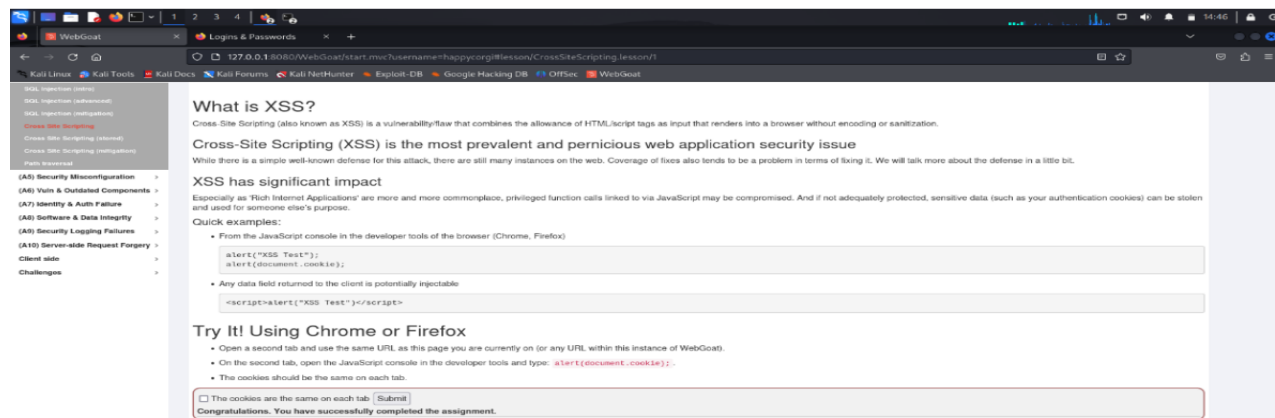 1 2 3 4
14:46
WebGoat × Logins & Passwords × +
127.0.0.1:8080/WebGoat/start.mvc?username=happycorgi#lesson/CrossSiteScripting.lesson/1
Kali Linux Kali Tools Kali Docs Kali Forums Kali NetHunter Exploit-DB Google Hacking DB OffSec WebGoat
SQL Injection (intro)
SQL Injection (advanced)
SQL Injection (mitigation)
Cross Site Scripting
Cross Site Scripting (stored)
Cross Site Scripting (mitigation)
Path traversal
(A5) Security Misconfiguration >
(A6) Vuln & Outdated Components >
(A7) Identity & Auth Failure >
(A8) Software & Data Integrity >
(A9) Security Logging Failures >
(A10) Server-side Request Forgery >
Client side >
Challenges >
What is XSS?
Cross-Site Scripting (also known as XSS) is a vulnerability/flaw that combines the allowance of HTML/script tags as input that renders into a browser without encoding or sanitization.
Cross-Site Scripting (XSS) is the most prevalent and pernicious web application security issue
While there is a simple well-known defense for this attack, there are still many instances on the web. Coverage of fixes also tends to be a problem in terms of fixing it. We will talk more about the defense in a little bit.
XSS has significant impact
Especially as 'Rich Internet Applications' are more and more commonplace, privileged function calls linked to via JavaScript may be compromised. And if not adequately protected, sensitive data (such as your authentication cookies) can be stolen
and used for someone else's purpose.
Quick examples:
• From the JavaScript console in the developer tools of the browser (Chrome, Firefox)
alert("XSS Test");
alert(document.cookie);
• Any data field returned to the client is potentially injectable
<script>alert("XSS Test")</script>
Try It! Using Chrome or Firefox
• Open a second tab and use the same URL as this page you are currently on (or any URL within this instance of WebGoat).
• On the second tab, open the JavaScript console in the developer tools and type: alert(document.cookie);.
• The cookies should be the same on each tab.
The cookies are the same on each tab Submit
Congratulations. You have successfully completed the assignment.